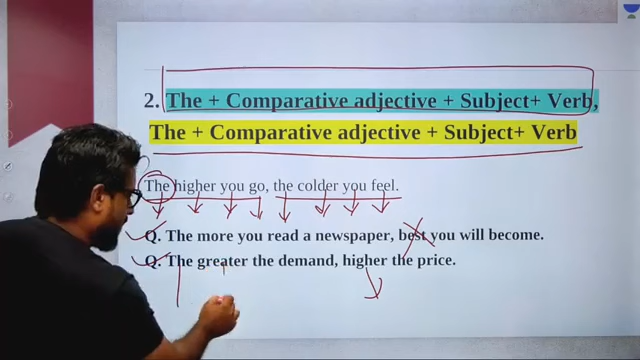 2. The + Comparative adjective + Subject+ Verb,
The + Comparative adjective + Subject+ Verb
The higher you go, the colder you feel.
Q. The more you read a newspaper, best you will become.
Q. The greater the demand, higher the price.